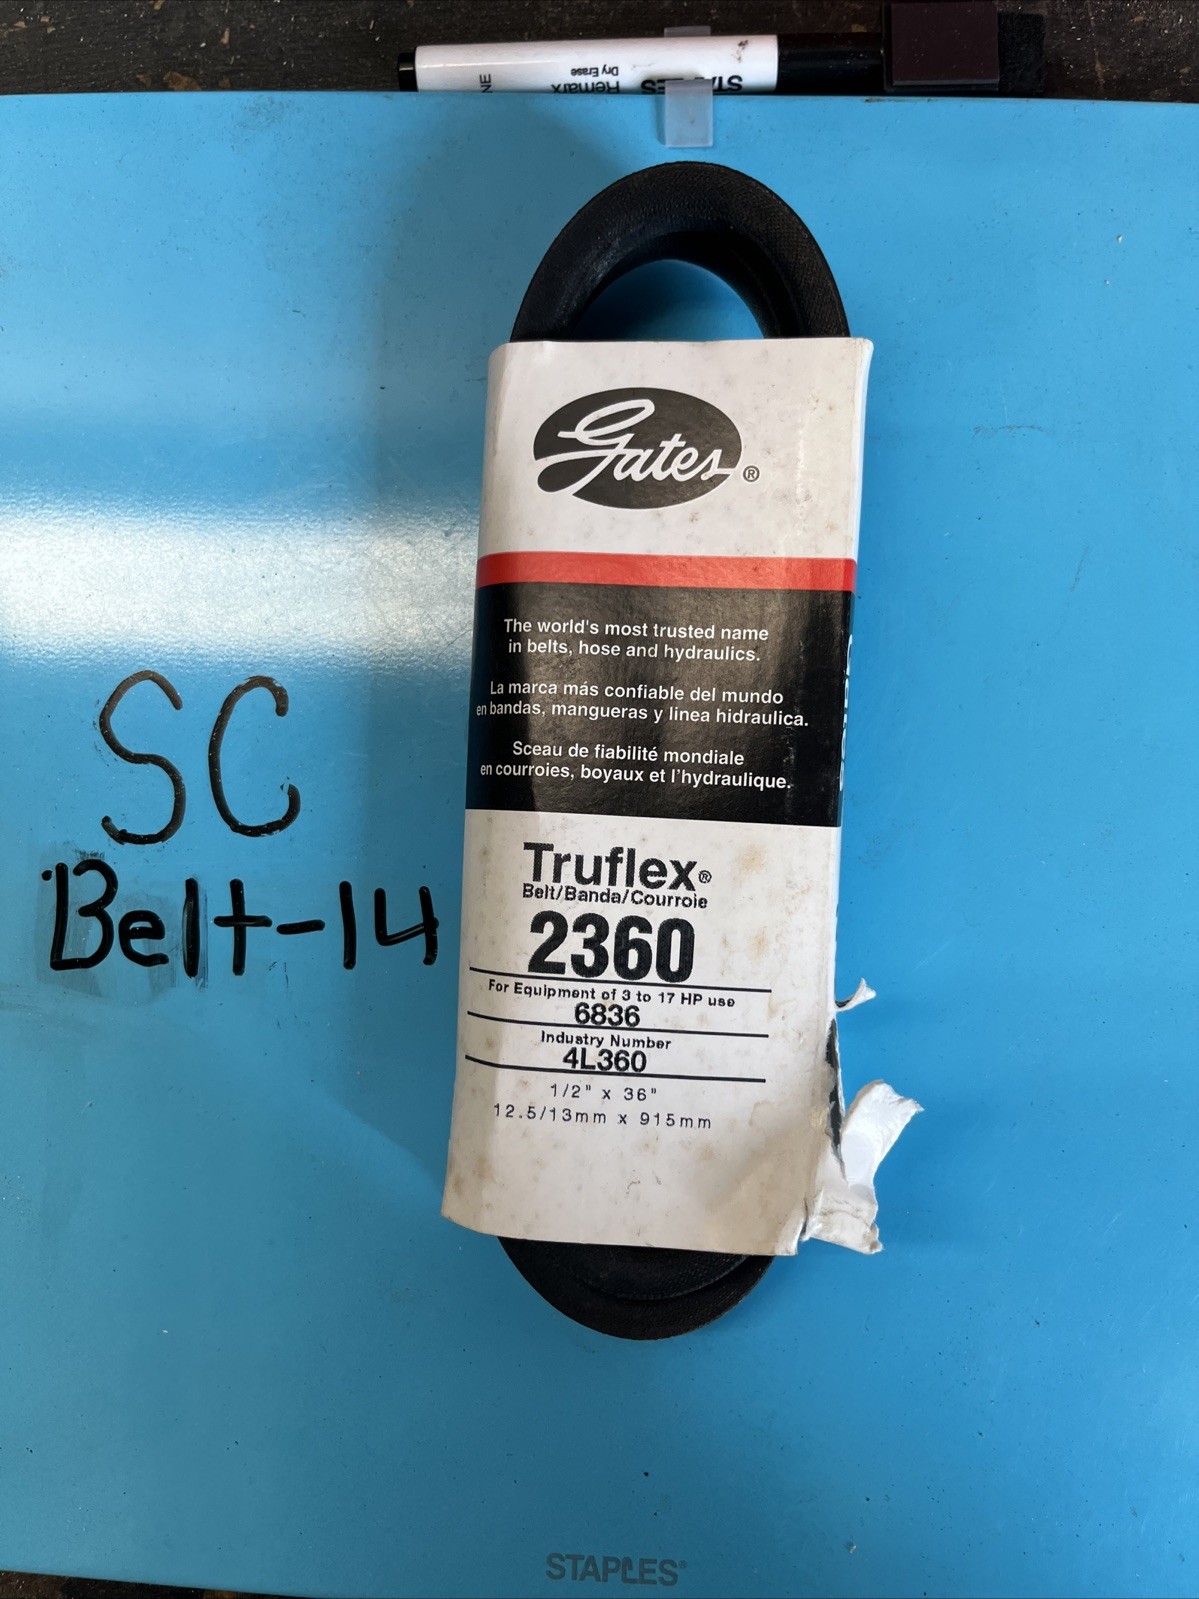 NE
Remarx
Dry Erase
STAPLES
Gates®
The world's most trusted name
in belts, hose and hydraulics.
La marca más confiable del mundo
en bandas, mangueras y linea hidraulica.
Sceau de fiabilité mondiale
en courroies, boyaux et l'hydraulique.
SC
Belt-14
Truflex®
Belt/Banda/Courroie
2360
For Equipment of 3 to 17 HP use
6836
Industry Number
4L360
1/2" x 36"
12.5/13mm x 915mm
STAPLES